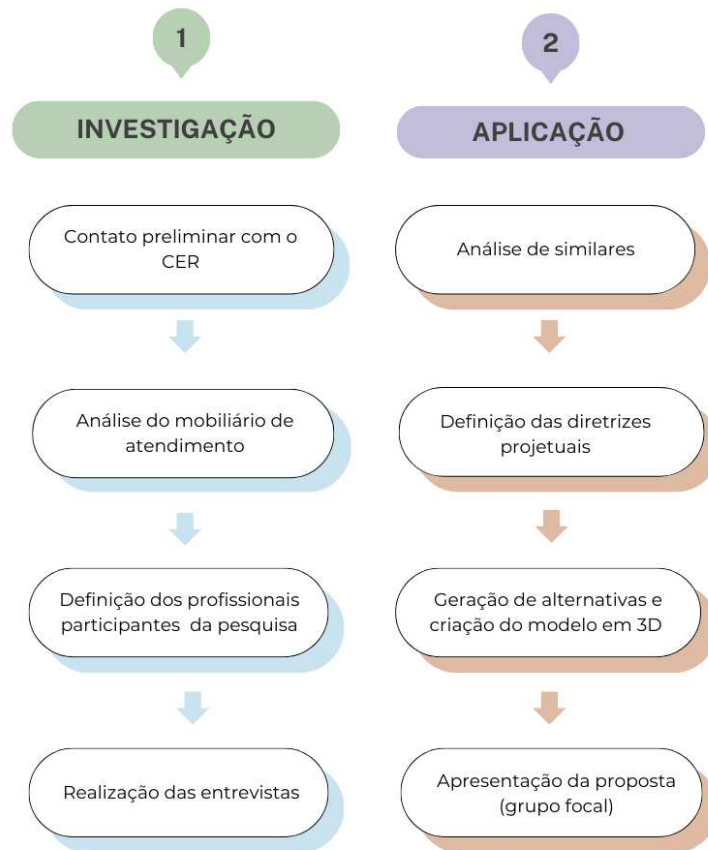 1
INVESTIGAÇÃO
Contato preliminar com o
CER
Análise do mobiliário de
atendimento
Definição dos profissionais
participantes da pesquisa
Realização das entrevistas
2
APLICAÇÃO
Análise de similares
Definição das diretrizes
projetuais
Geração de alternativas e
criação do modelo em 3D
Apresentação da proposta
(grupo focal)